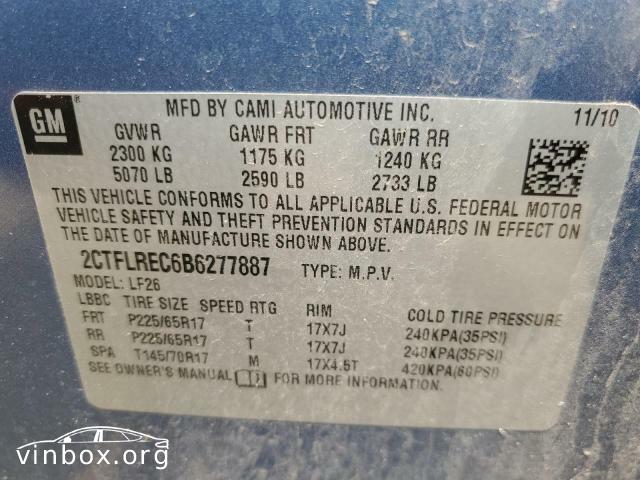 GM
MFD BY CAMI AUTOMOTIVE INC. 11/10
GVWR GAWR FRT GAWR RR
2300 KG 1175 KG 1240 KG
5070 LB 2590 LB 2733 LB
THIS VEHICLE CONFORMS TO ALL APPLICABLE U.S. FEDERAL MOTOR
VEHICLE SAFETY AND THEFT PREVENTION STANDARDS IN EFFECT ON
THE DATE OF MANUFACTURE SHOWN ABOVE.
2CTFLREC6B6277887 TYPE: M.P.V.
MODEL: LF26
LBBC TIRE SIZE SPEED RTG RIM COLD TIRE PRESSURE
FRT P225/65R17 T 17X7J 240KPA(35PSI)
RR P225/65R17 T 17X7J 240KPA(35PSI)
SPA T145/70R17 M 17X4.5T 420KPA(60PSI)
SEE OWNER'S MANUAL FOR MORE INFORMATION.
vinbox.org